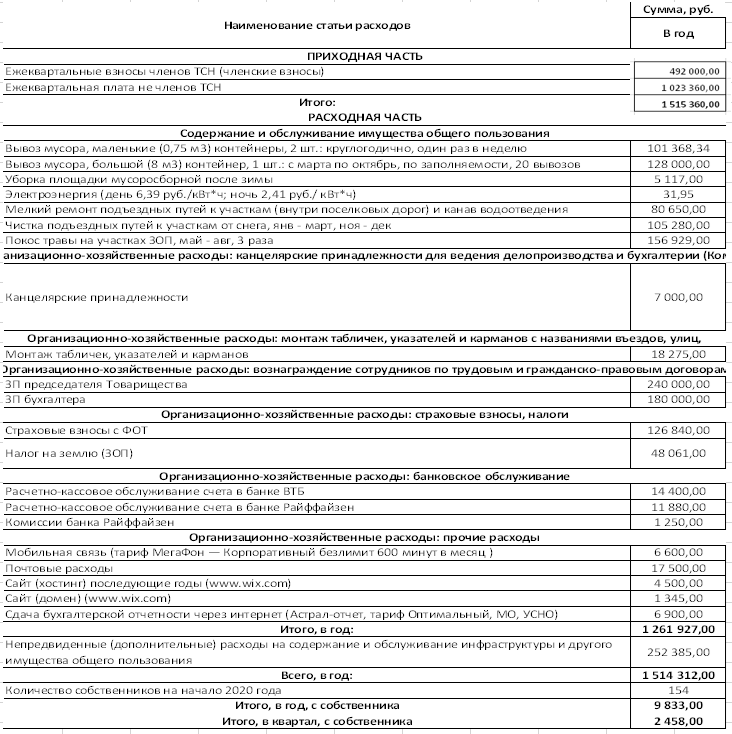 Наименование статьи расходов
Сумма, руб.
В год
ПРИХОДНАЯ ЧАСТЬ
Ежеквартальные взносы членов ТСН (членские взносы) 492 000,00
Ежеквартальная плата не членов ТСН 1 023 360,00
Итого: 1 515 360,00
РАСХОДНАЯ ЧАСТЬ
Содержание и обслуживание имущества общего пользования
Вывоз мусора, маленькие (0,75 м3) контейнеры, 2 шт.: круглогодично, один раз в неделю 101 368,34
Вывоз мусора, большой (8 м3) контейнер, 1 шт.: с марта по октябрь, по заполняемости, 20 вывозов 128 000,00
Уборка площадки мусоросборной после зимы 5 117,00
Электроэнергия (день 6,39 руб./кВт*ч; ночь 2,41 руб./ кВт*ч) 31,95
Мелкий ремонт подъездных путей к участкам (внутри поселковых дорог) и канав водоотведения 80 650,00
Чистка подъездных путей к участкам от снега, янв - март, ноя - дек 105 280,00
Покос травы на участках ЗОП, май - авг, 3 раза 156 929,00
анизационно-хозяйственные расходы: канцелярские принадлежности для ведения делопроизводства и бухгалтерии (Ком
Канцелярские принадлежности 7 000,00
Организационно-хозяйственные расходы: монтаж табличек, указателей и карманов с названиями въездов, улиц,
Монтаж табличек, указателей и карманов 18 275,00
Организационно-хозяйственные расходы: вознаграждение сотрудников по трудовым и гражданско-правовым договорам
ЗП председателя Товарищества 240 000,00
ЗП бухгалтера 180 000,00
Организационно-хозяйственные расходы: страховые взносы, налоги
Страховые взносы с ФОТ 126 840,00
Налог на землю (ЗОП) 48 061,00
Организационно-хозяйственные расходы: банковское обслуживание
Расчетно-кассовое обслуживание счета в банке ВТБ 14 400,00
Расчетно-кассовое обслуживание счета в банке Райффайзен 11 880,00
Комиссии банка Райффайзен 1 250,00
Организационно-хозяйственные расходы: прочие расходы
Мобильная связь (тариф МегаФон — Корпоративный безлимит 600 минут в месяц ) 6 600,00
Почтовые расходы 17 500,00
Сайт (хостинг) последующие годы (www.wix.com) 4 500,00
Сайт (домен) (www.wix.com) 1 345,00
Сдача бухгалтерской отчетности через интернет (Астрал-отчет, тариф Оптимальный, МО, УСНО) 6 900,00
Итого, в год: 1 261 927,00
Непредвиденные (дополнительные) расходы на содержание и обслуживание инфраструктуры и другого
имущества общего пользования 252 385,00
Всего, в год: 1 514 312,00
Количество собственников на начало 2020 года 154
Итого, в год, с собственника 9 833,00
Итого, в квартал, с собственника 2 458,00